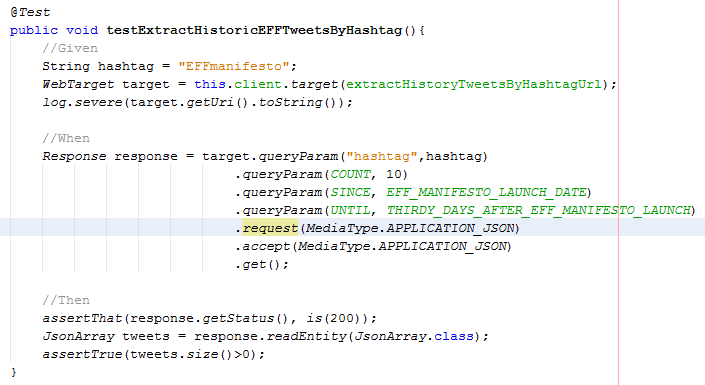 @Test
public void testExtractHistoricEFFTweetsByHashtag(){
//Given
String hashtag = "EFFmanifesto";
WebTarget target = this.client.target(extractHistoryTweetsByHashtagUrl);
log.severe(target.getUri().toString());
//When
Response response = target.queryParam("hashtag",hashtag)
.queryParam(COUNT, 10)
.queryParam(SINCE, EFF_MANIFESTO_LAUNCH_DATE)
.queryParam(UNTIL, THIRDY_DAYS_AFTER_EFF_MANIFESTO_LAUNCH)
.request(MediaType.APPLICATION_JSON)
.accept(MediaType.APPLICATION_JSON)
.get();
//Then
assertThat(response.getStatus(), is(200));
JsonArray tweets = response.readEntity(JsonArray.class);
assertTrue(tweets.size()>0);
}